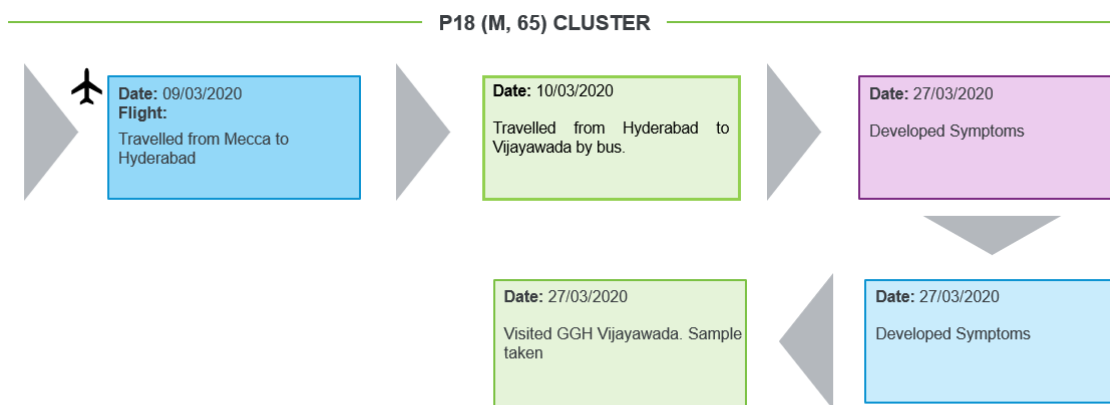 P18 (M, 65) CLUSTER
Date: 09/03/2020
Flight:
Travelled from Mecca to
Hyderabad
Date: 10/03/2020
Travelled from Hyderabad to
Vijayawada by bus.
Date: 27/03/2020
Developed Symptoms
Date: 27/03/2020
Developed Symptoms
Date: 27/03/2020
Visited GGH Vijayawada. Sample
taken